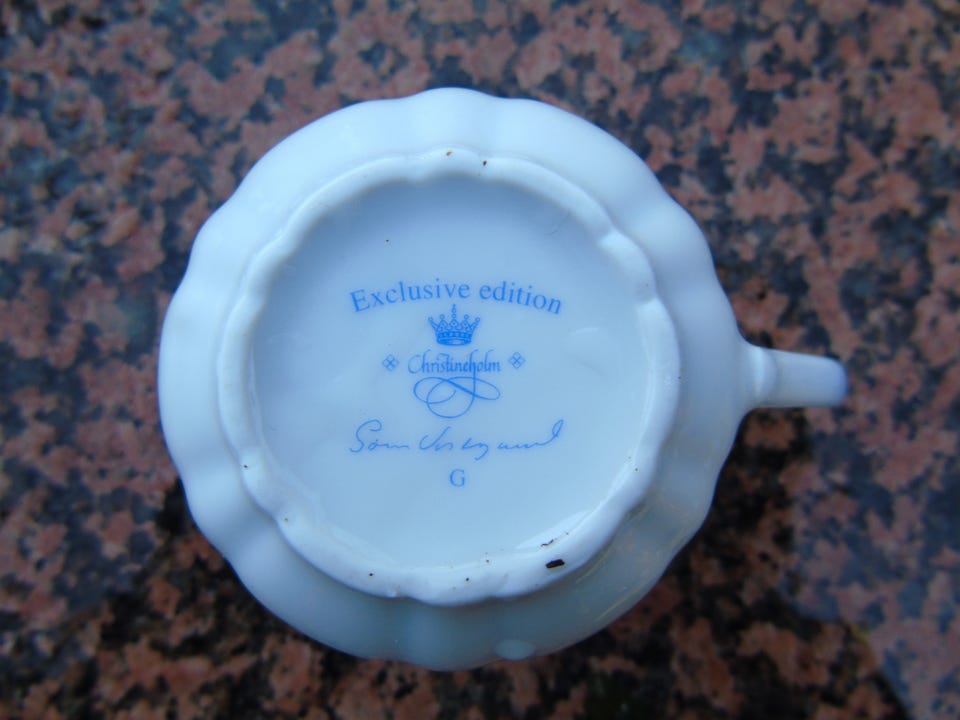 Exclusive edition
Christineholm
G